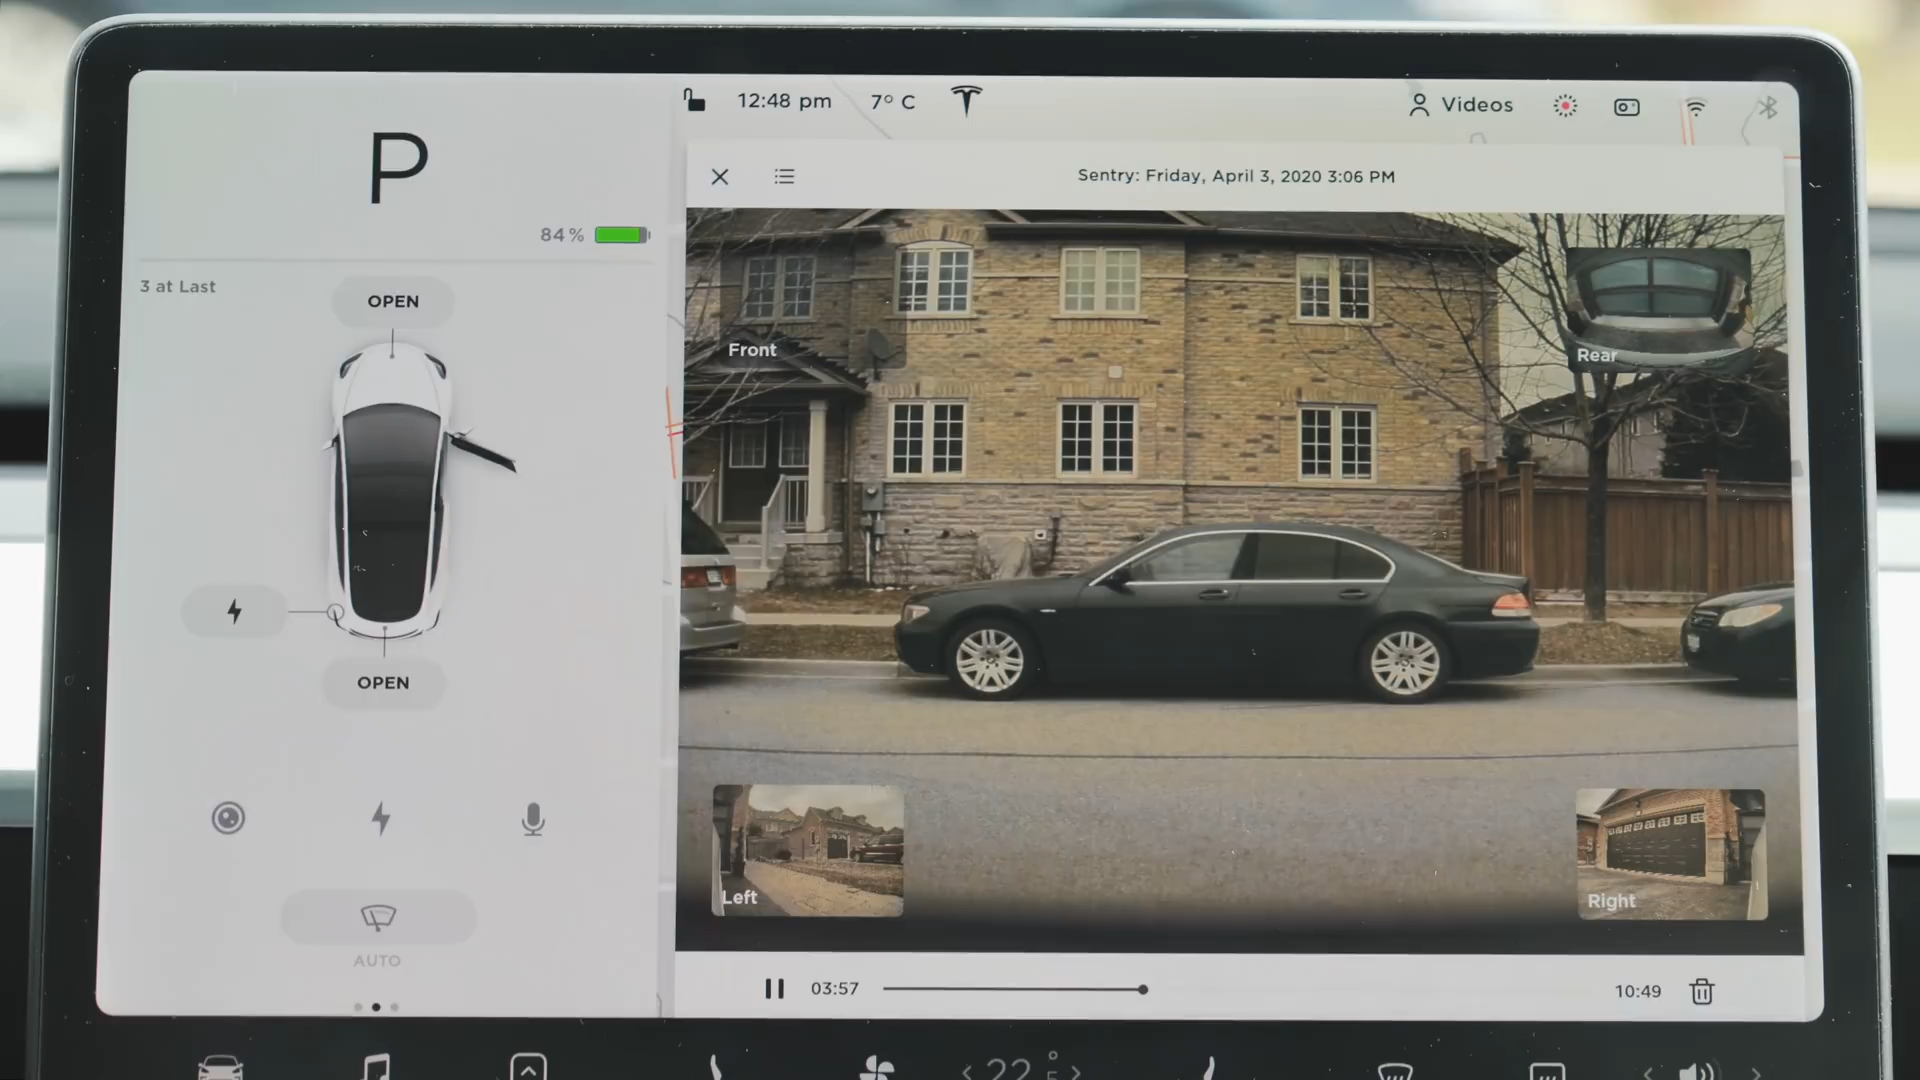 P
84 %
3 at Last
OPEN
OPEN
AUTO
12:48 pm 7° C Videos
Sentry: Friday, April 3, 2020 3:06 PM
Front
Rear
Left
Right
03:57 10:49
22